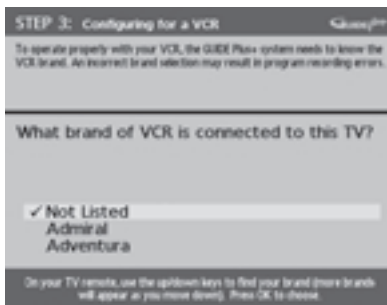 STEP 3: Configuring for a VCR
To operate properly with your VCR, the GUIDE Plus+ system needs to know the
VCR brand. An incorrect brand selection may result in program recording errors.
What brand of VCR is connected to this TV?
✓ Not Listed
Admiral
Adventura
On your TV remote, use the up/down keys to find your brand (more brands
will appear as you move down). Press OK to choose.